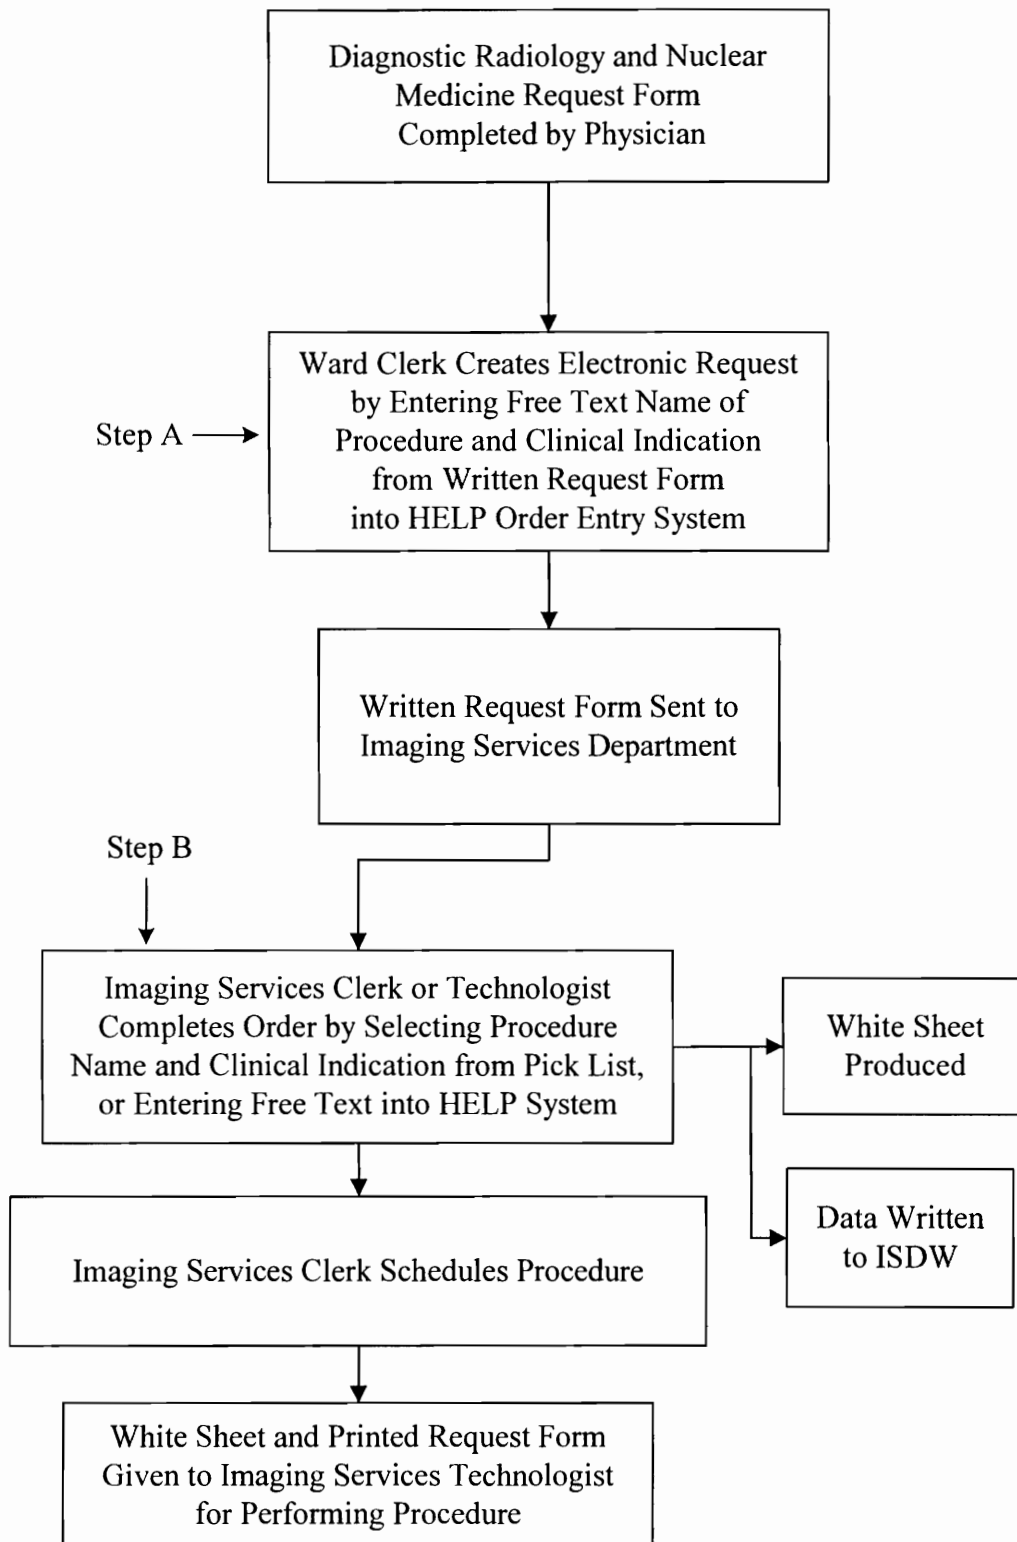 Diagnostic Radiology and Nuclear
Medicine Request Form
Completed by Physician
Step A
Ward Clerk Creates Electronic Request
by Entering Free Text Name of
Procedure and Clinical Indication
from Written Request Form
into HELP Order Entry System
Written Request Form Sent to
Imaging Services Department
Step B
Imaging Services Clerk or Technologist
Completes Order by Selecting Procedure
Name and Clinical Indication from Pick List,
or Entering Free Text into HELP System
White Sheet
Produced
Data Written
to ISDW
Imaging Services Clerk Schedules Procedure
White Sheet and Printed Request Form
Given to Imaging Services Technologist
for Performing Procedure